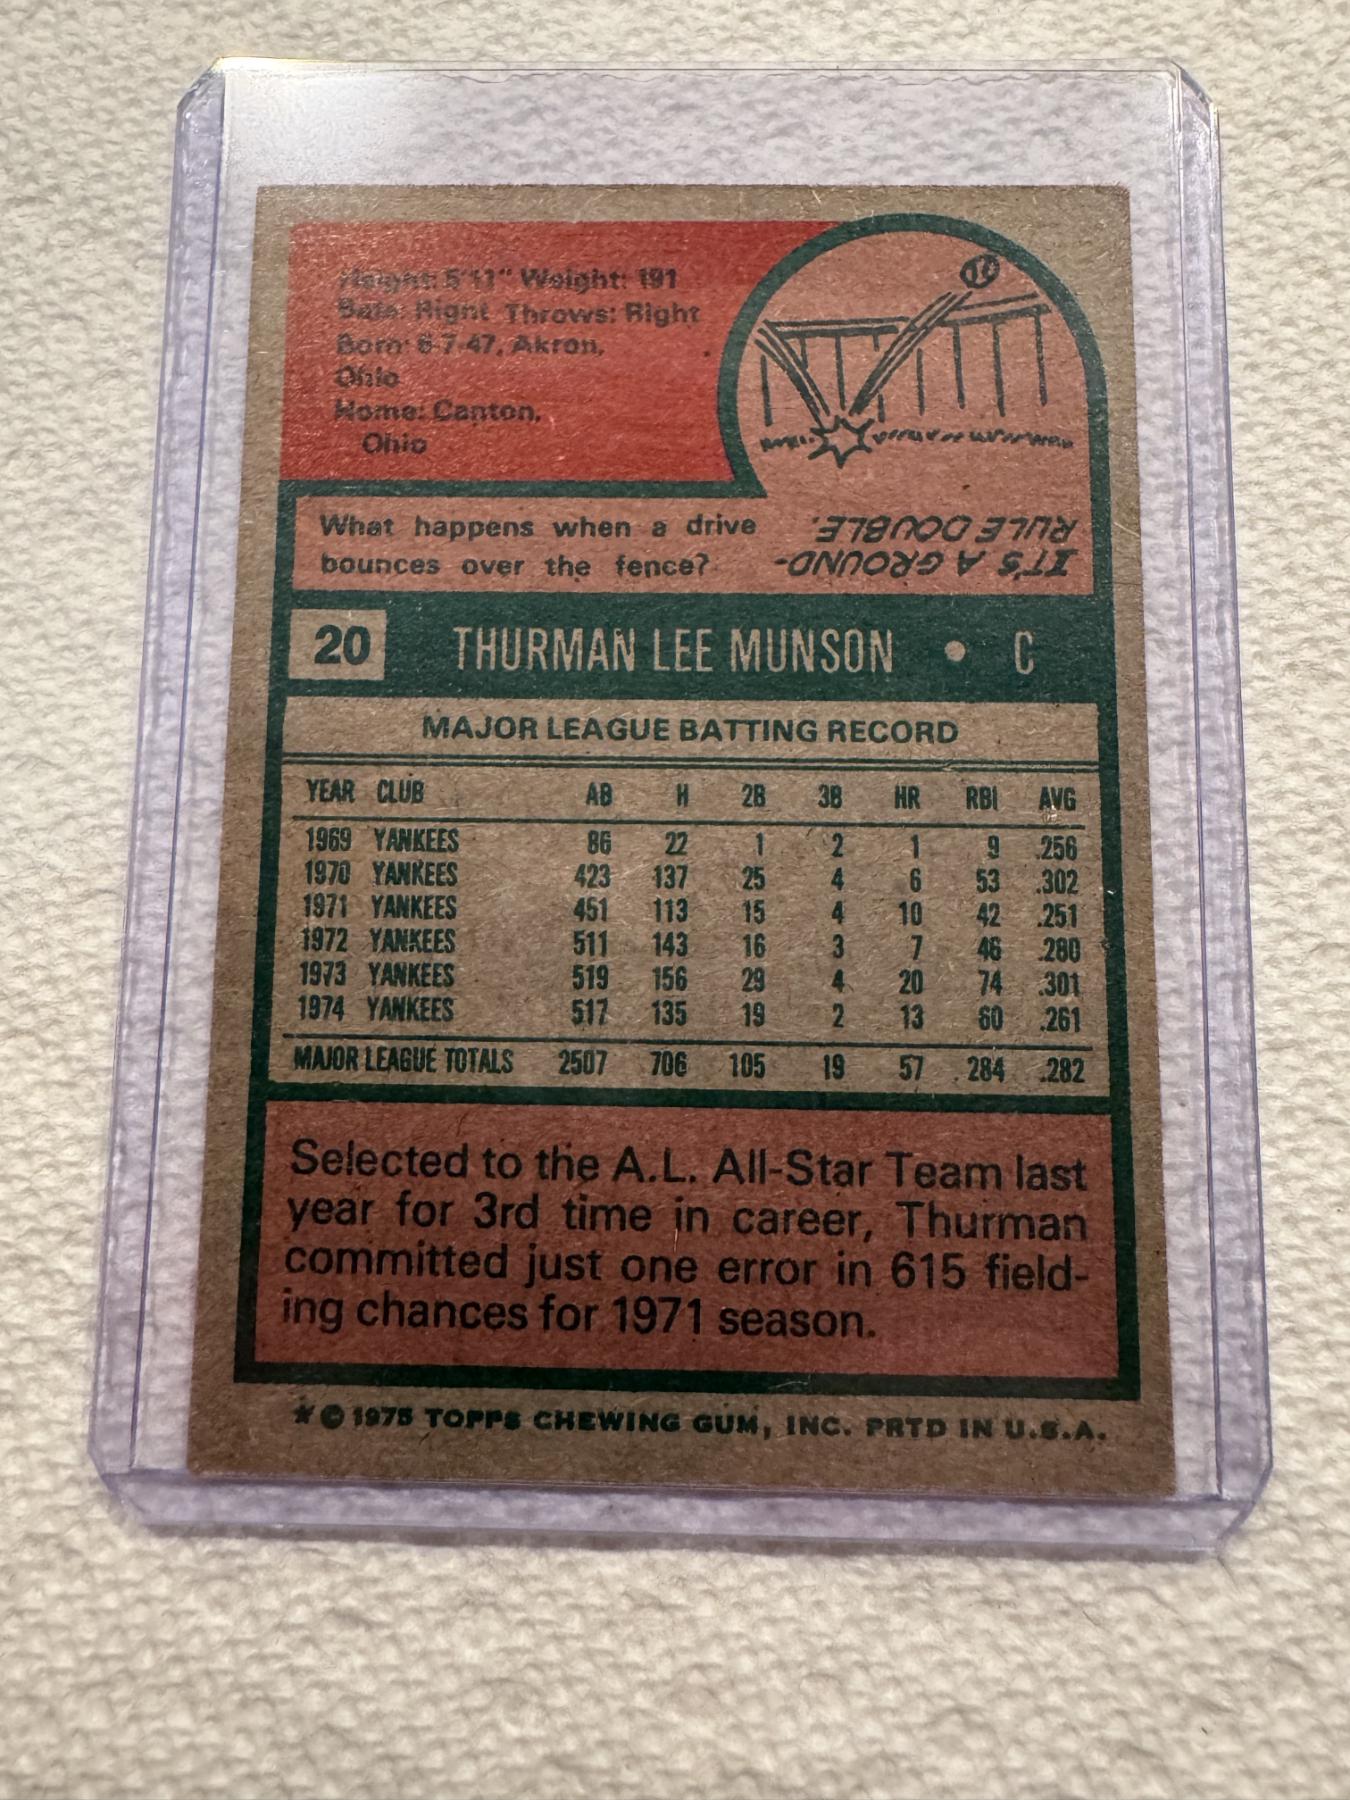 Height: 5'11" Weight: 191
Bats: Right Throws: Right
Born: 6-7-47, Akron,
Ohio
Home: Canton,
Ohio
What happens when a drive
bounces over the fence?
IT'S A GROUND-
RULE DOUBLE.
20 THURMAN LEE MUNSON • C
MAJOR LEAGUE BATTING RECORD
YEAR CLUB AB H 2B 3B HR RBI AVG
1969 YANKEES 86 22 1 2 1 9 .256
1970 YANKEES 423 137 25 4 6 53 .302
1971 YANKEES 451 113 15 4 10 42 .251
1972 YANKEES 511 143 16 3 7 46 .280
1973 YANKEES 519 156 29 4 20 74 .301
1974 YANKEES 517 135 19 2 13 60 .261
MAJOR LEAGUE TOTALS 2507 706 105 19 57 284 .282
Selected to the A.L. All-Star Team last
year for 3rd time in career, Thurman
committed just one error in 615 field-
ing chances for 1971 season.
* © 1975 TOPPS CHEWING GUM, INC. PRTD IN U.S.A.